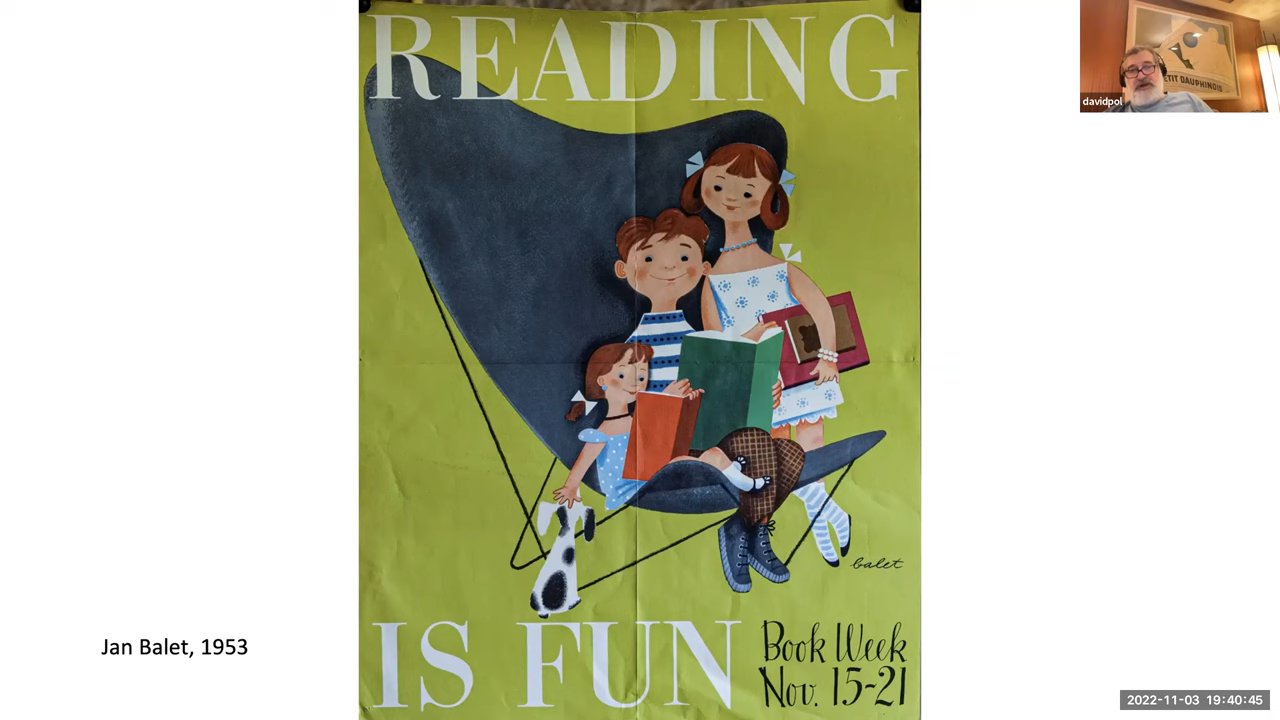 READING
balet
IS FUN
Book Week
Nov. 15-21
Jan Balet, 1953
davidpol
ETIT DAUPHINOIS
2022-11-03 19:40:45